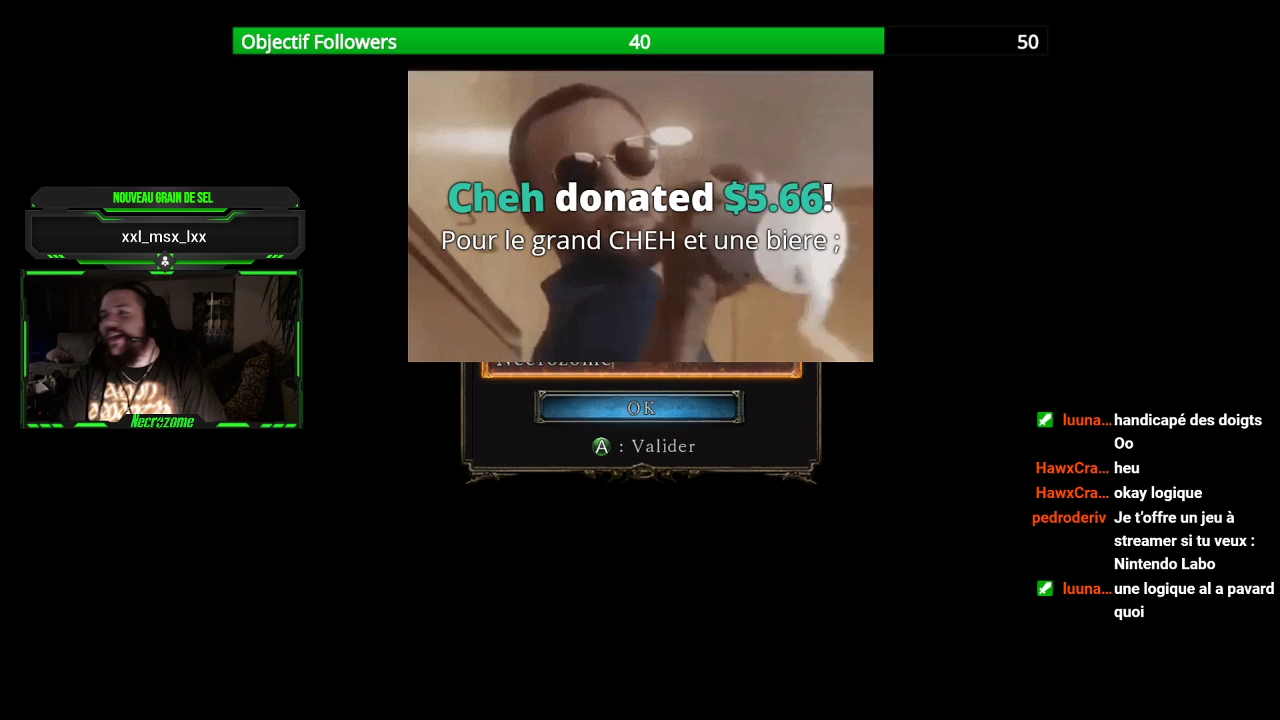 Objectif Followers 40 50
Cheh donated $5.66!
Pour le grand CHEH et une biere ;
NOUVEAU GRAIN DE SEL
xxl_msx_lxx
Necrozome
Necrozome
OK
A : Valider
luuna... handicapé des doigts
Oo
HawxCra... heu
HawxCra... okay logique
pedroderiv Je t’offre un jeu à
streamer si tu veux :
Nintendo Labo
luuna... une logique al a pavard
quoi